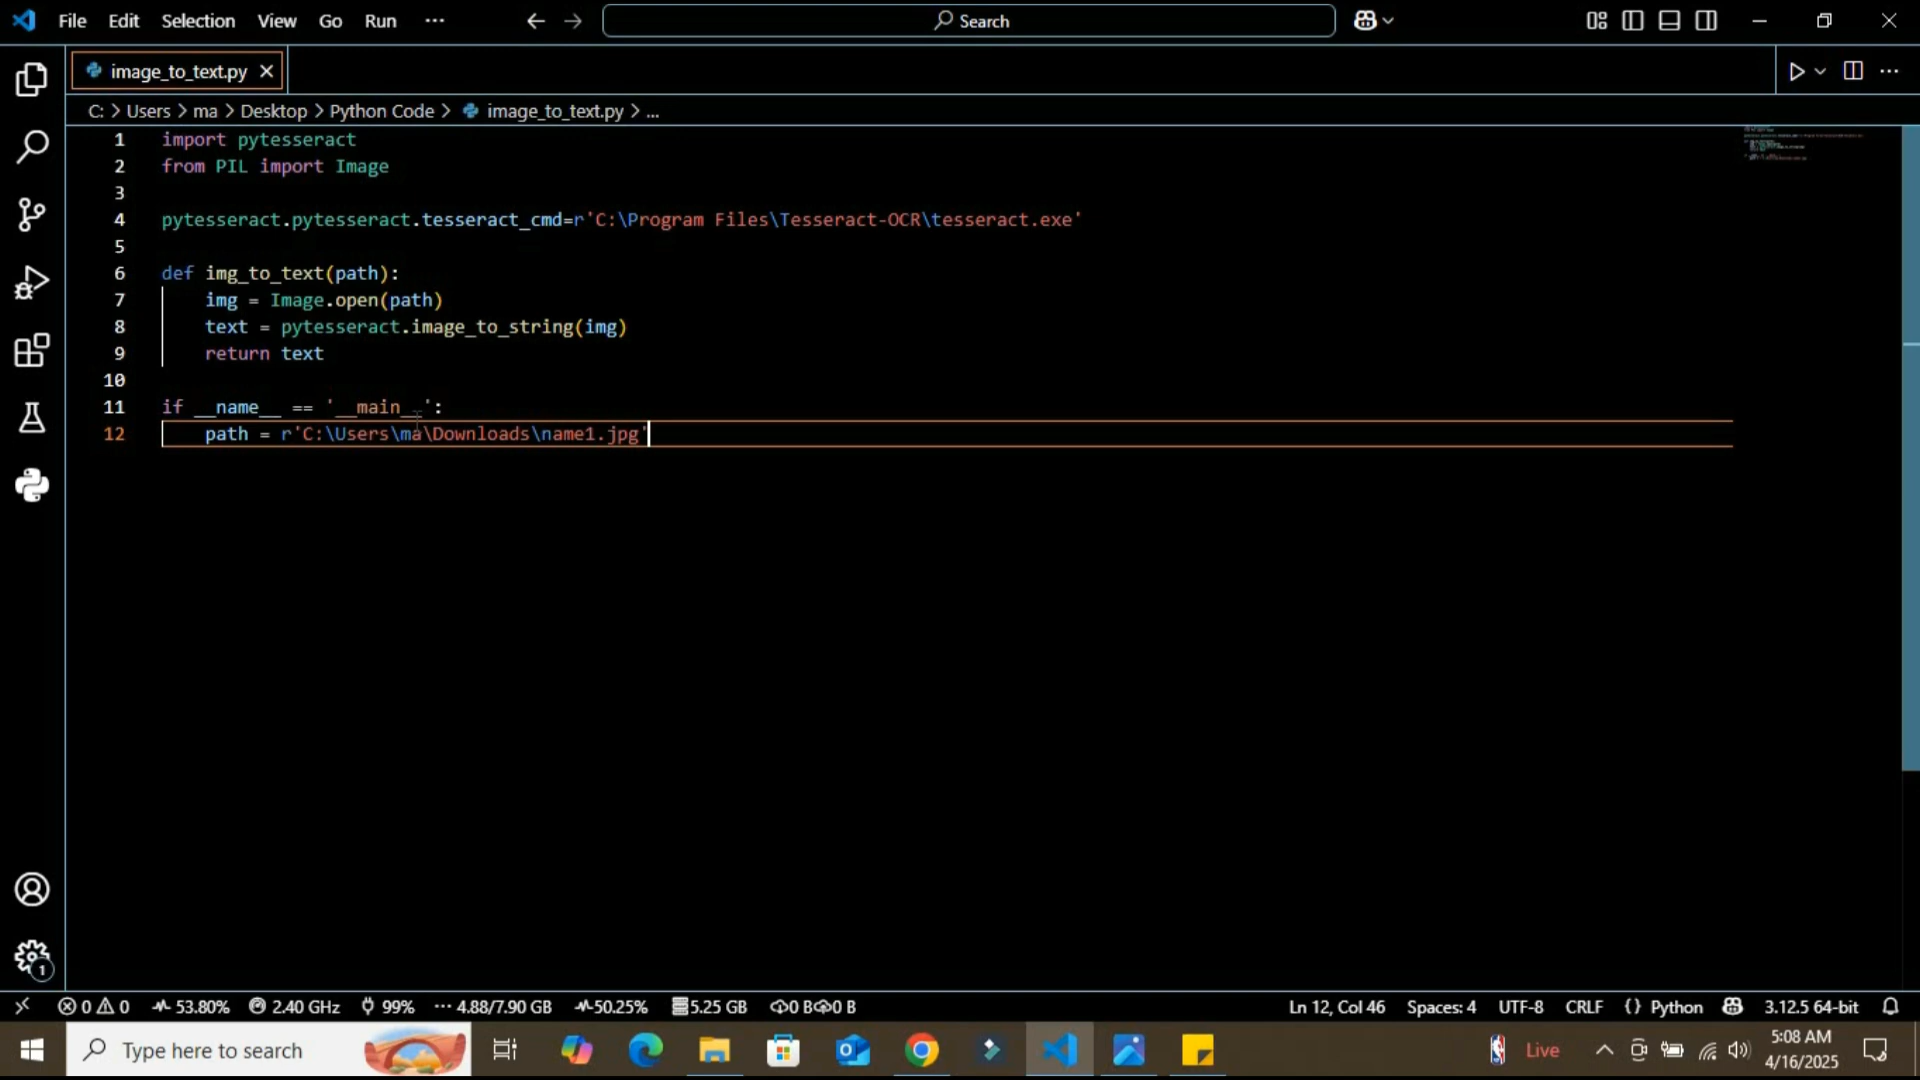 File Edit Selection View Go Run ··· Search
image_to_text.py
C: > Users > ma > Desktop > Python Code > image_to_text.py > ...
1 import pytesseract
2 from PIL import Image
3
4 pytesseract.pytesseract.tesseract_cmd=r'C:\Program Files\Tesseract-OCR\tesseract.exe'
5
6 def img_to_text(path):
7 img = Image.open(path)
8 text = pytesseract.image_to_string(img)
9 return text
10
11 if __name__ == '__main__':
12 path = r'C:\Users\ma\Downloads\name1.jpg'
1
0 0 53.80% 2.40 GHz 99% ··· 4.88/7.90 GB 50.25% 5.25 GB 0 B 0 B Ln 12, Col 46 Spaces: 4 UTF-8 CRLF {} Python 3.12.5 64-bit
Type here to search Live 5:08 AM
4/16/2025